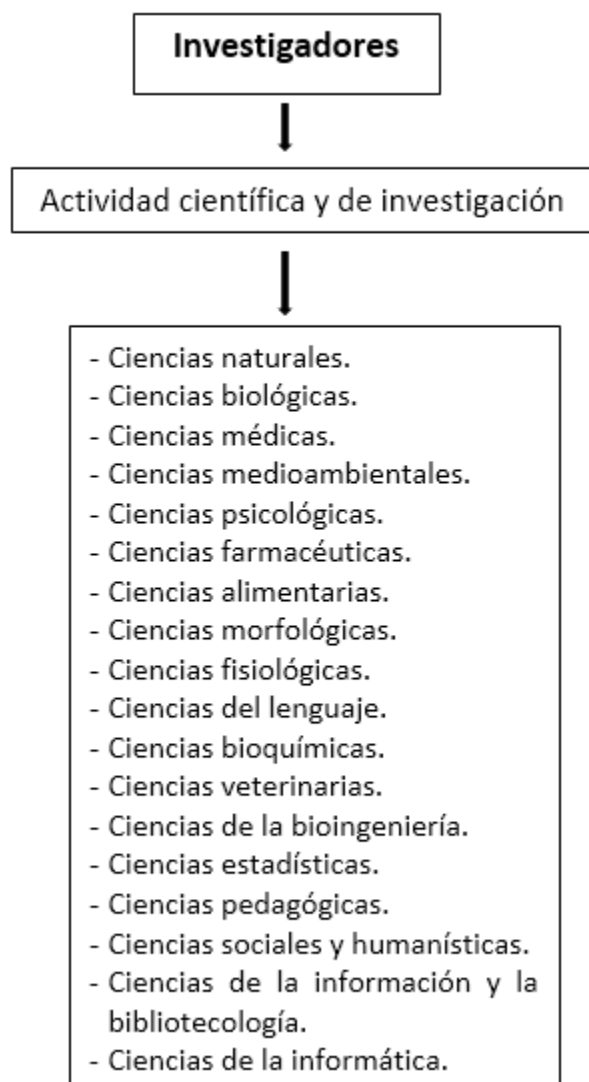 Investigadores
Actividad científica y de investigación
- Ciencias naturales.
- Ciencias biológicas.
- Ciencias médicas.
- Ciencias medioambientales.
- Ciencias psicológicas.
- Ciencias farmacéuticas.
- Ciencias alimentarias.
- Ciencias morfológicas.
- Ciencias fisiológicas.
- Ciencias del lenguaje.
- Ciencias bioquímicas.
- Ciencias veterinarias.
- Ciencias de la bioingeniería.
- Ciencias estadísticas.
- Ciencias pedagógicas.
- Ciencias sociales y humanísticas.
- Ciencias de la información y la
bibliotecología.
- Ciencias de la informática.